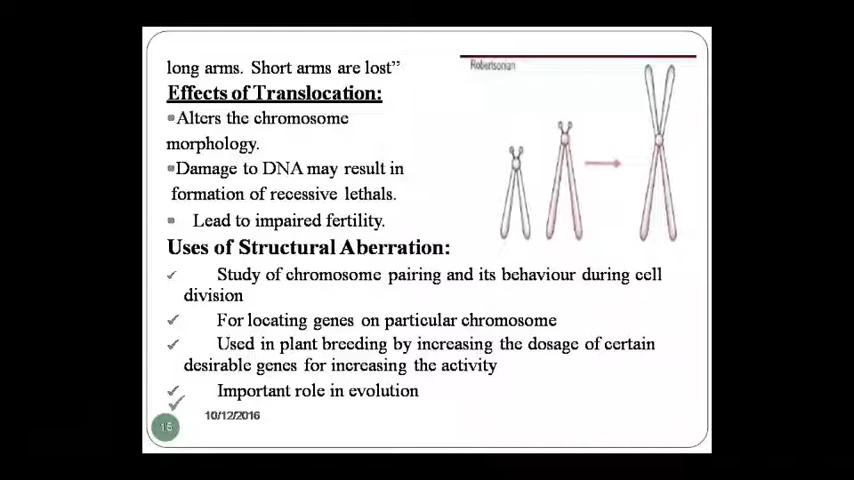 long arms. Short arms are lost”
Robertsonian
Effects of Translocation:
Alters the chromosome
morphology.
Damage to DNA may result in
formation of recessive lethals.
Lead to impaired fertility.
Uses of Structural Aberration:
Study of chromosome pairing and its behaviour during cell
division
For locating genes on particular chromosome
Used in plant breeding by increasing the dosage of certain
desirable genes for increasing the activity
Important role in evolution
10/12/2016